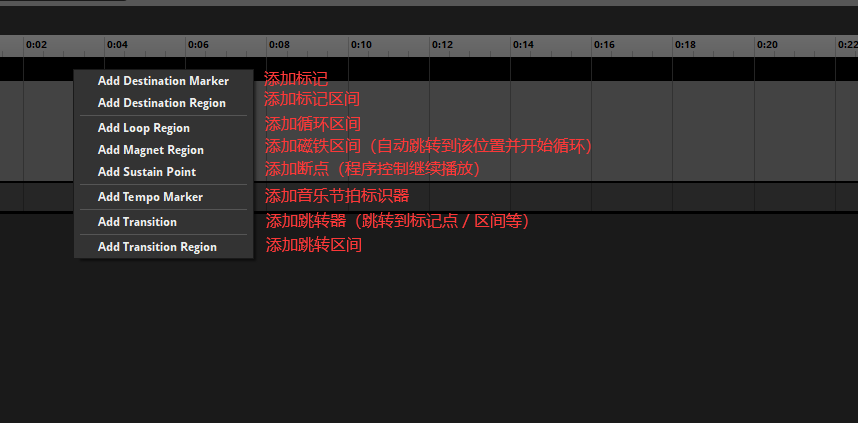 0:02 0:04 0:06 0:08 0:10 0:12 0:14 0:16 0:18 0:20 0:22
Add Destination Marker 添加标记
Add Destination Region 添加标记区间
Add Loop Region 添加循环区间
Add Magnet Region 添加磁铁区间（自动跳转到该位置并开始循环）
Add Sustain Point 添加断点（程序控制继续播放）
Add Tempo Marker 添加音乐节拍标识器
Add Transition 添加跳转器（跳转到标记点 / 区间等）
Add Transition Region 添加跳转区间